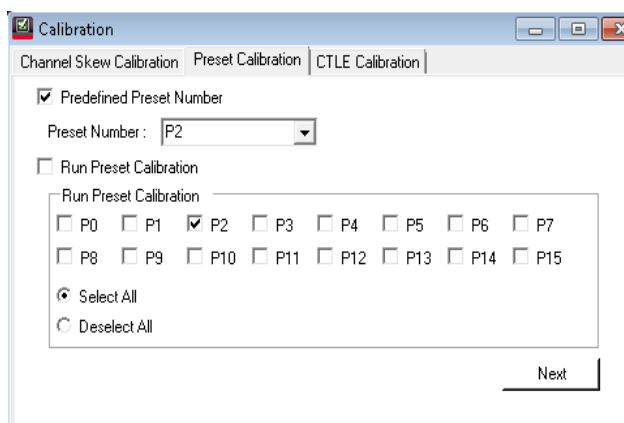 Calibration
Channel Skew Calibration Preset Calibration CTLE Calibration
Predefined Preset Number
Preset Number : P2
Run Preset Calibration
Run Preset Calibration
P0 P1 P2 P3 P4 P5 P6 P7
P8 P9 P10 P11 P12 P13 P14 P15
Select All
Deselect All
Next